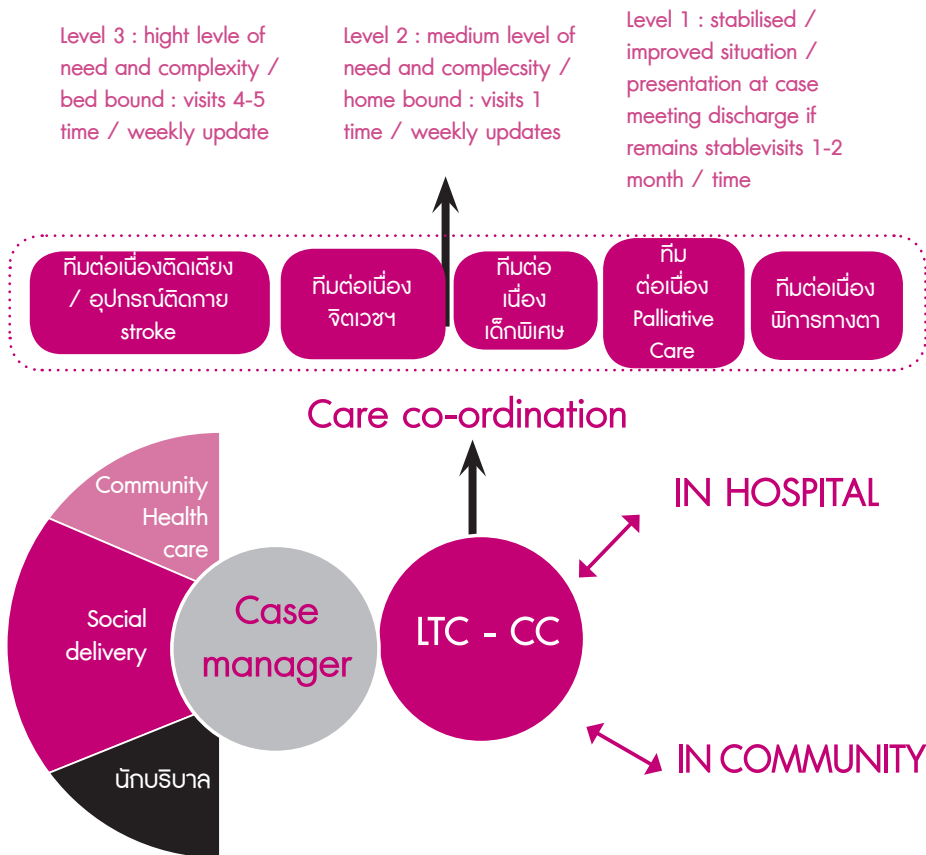 Level 3 : hight levle of
need and complexity /
bed bound : visits 4-5
time / weekly update
Level 2 : medium level of
need and complecsity /
home bound : visits 1
time / weekly updates
Level 1 : stabilised /
improved situation /
presentation at case
meeting discharge if
remains stablevisits 1-2
month / time
ทีมต่อเนื่องติดเตียง
/ อุปกรณ์ติดกาย
stroke
ทีมต่อเนื่อง
จิตเวชฯ
ทีมต่อ
เนื่อง
เด็กพิเศษ
ทีม
ต่อเนื่อง
Palliative
Care
ทีมต่อเนื่อง
พิการทางตา
Care co-ordination
Community
Health
care
Social
delivery
นักบริบาล
Case
manager
LTC - CC
IN HOSPITAL
IN COMMUNITY